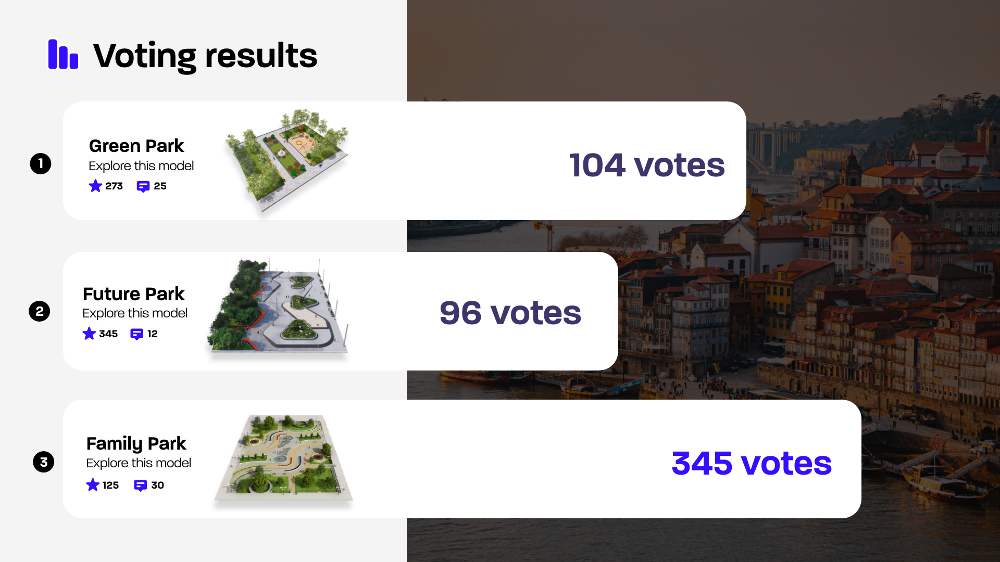 Voting results
1
Green Park
Explore this model
273 25
104 votes
2
Future Park
Explore this model
345 12
96 votes
3
Family Park
Explore this model
125 30
345 votes